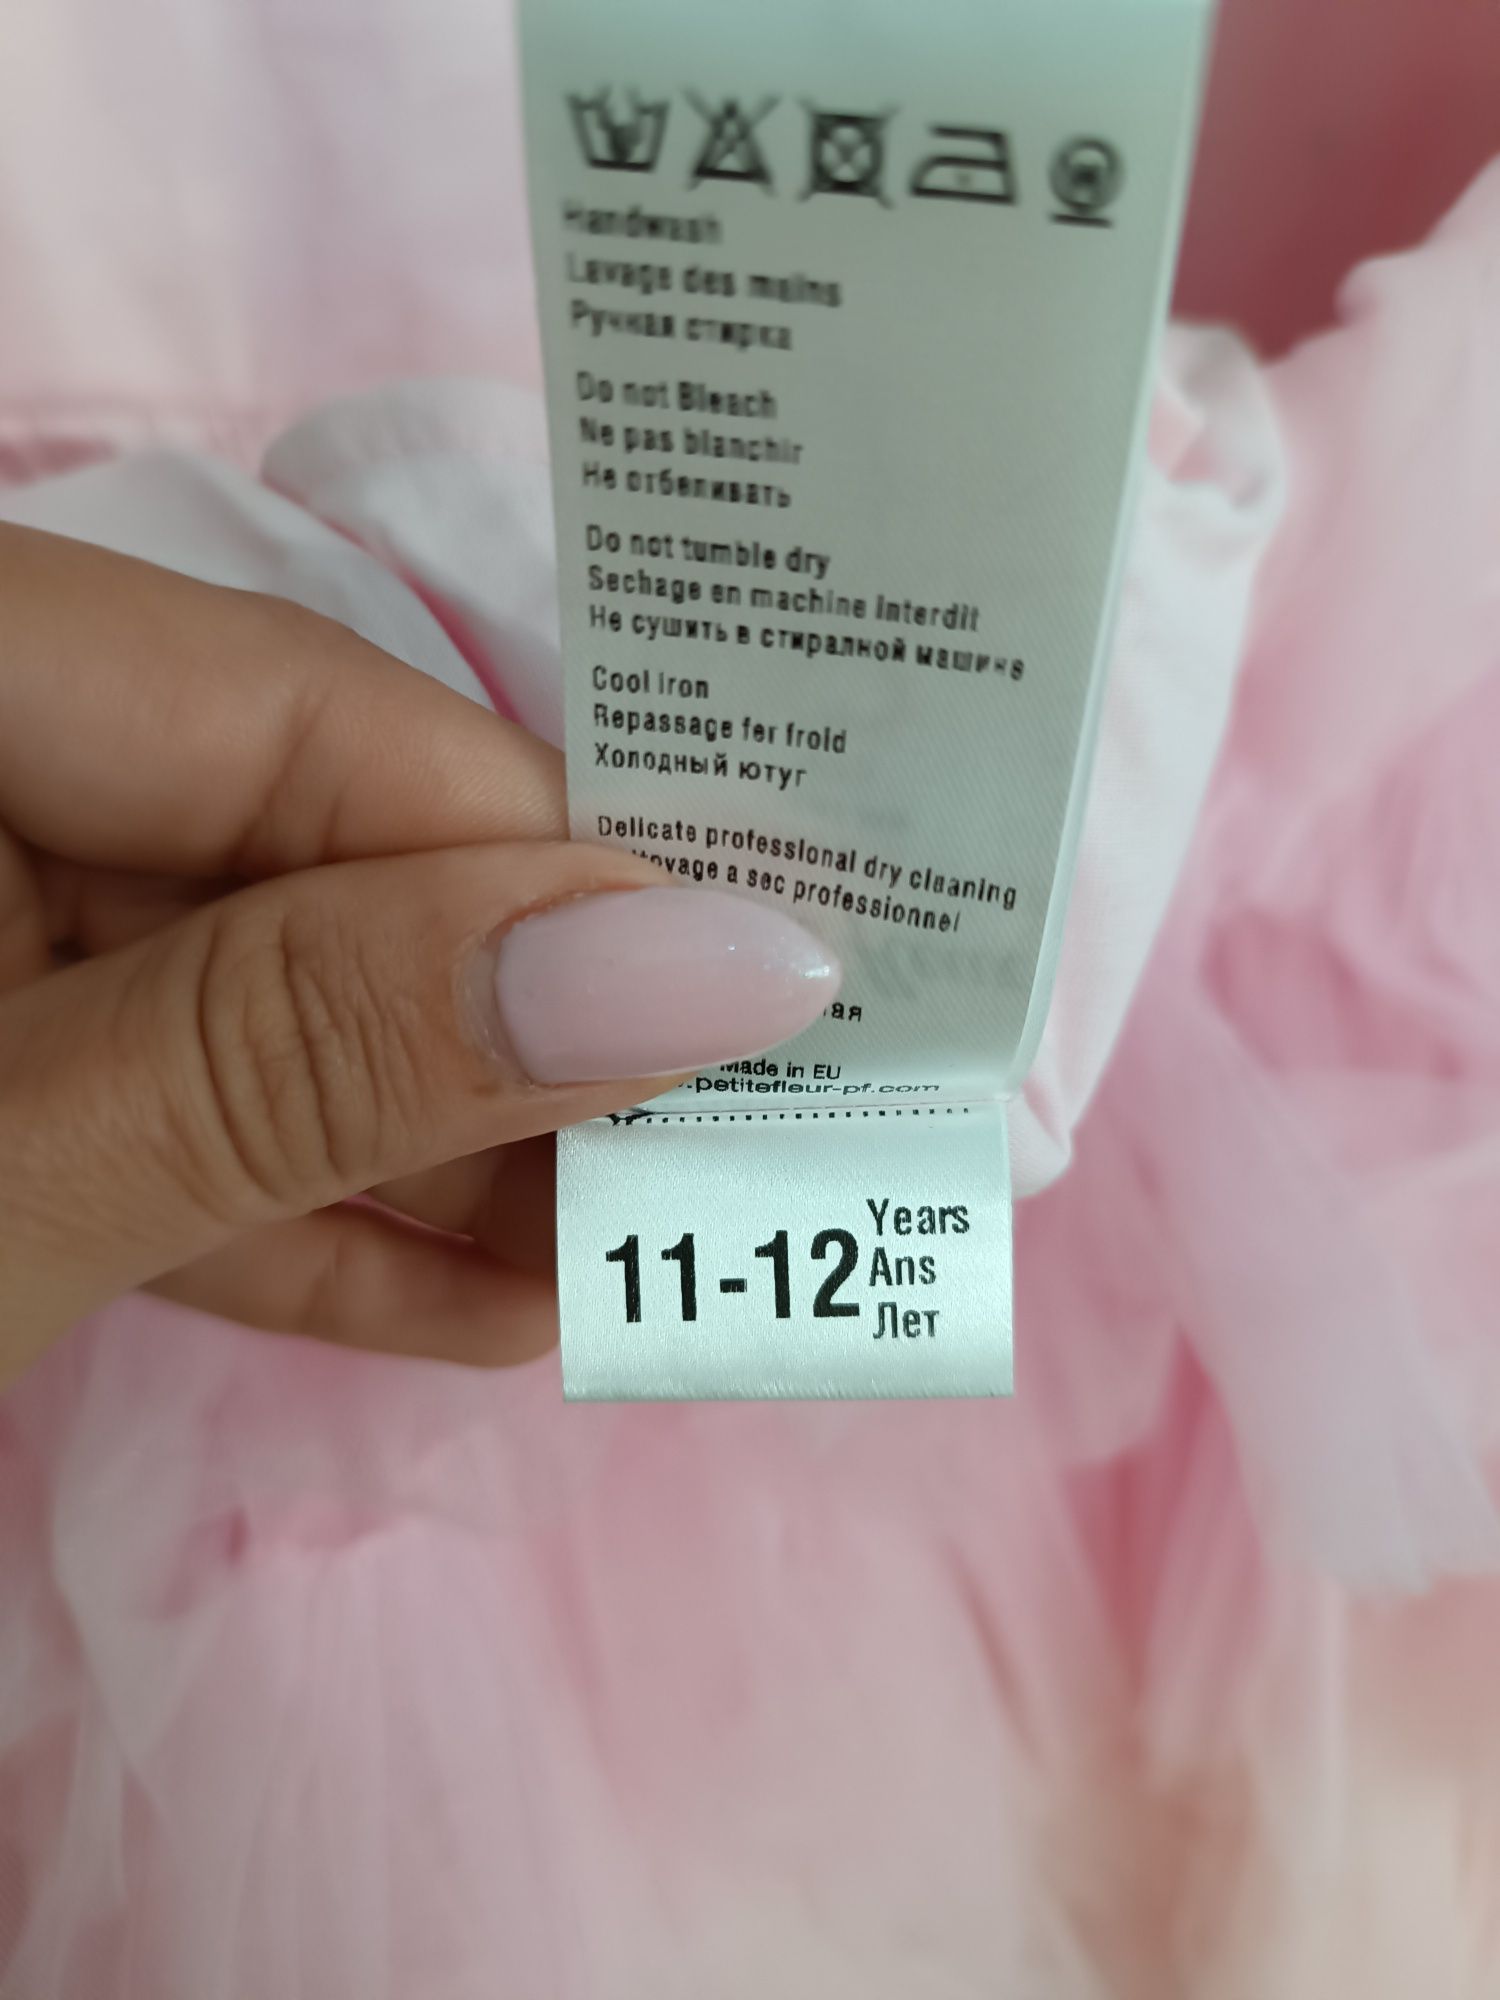 Handwash
Lavage des mains
Ручная стирка
Do not Bleach
Ne pas blanchir
Не отбеливать
Do not tumble dry
Sechage en machine interdit
Не сушить в стиралной машине
Cool iron
Repassage fer froid
Холодный ютуг
Delicate professional dry cleaning
a sec professionnel
Made in EU
.petitefleur-pf.com
11-12
Years
Ans
Лет